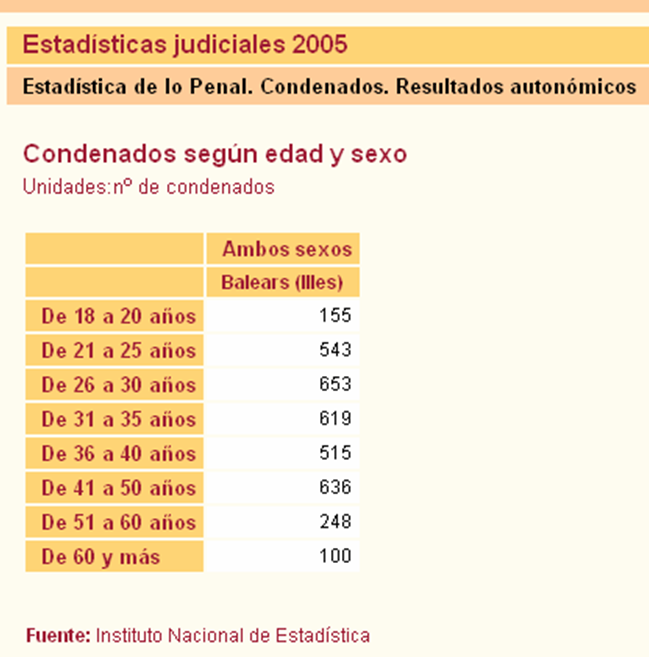 Estadísticas judiciales 2005
Estadística de lo Penal. Condenados. Resultados autonómicos
Condenados según edad y sexo
Unidades:nº de condenados
Ambos sexos
Balears (Illes)
De 18 a 20 años 155
De 21 a 25 años 543
De 26 a 30 años 653
De 31 a 35 años 619
De 36 a 40 años 515
De 41 a 50 años 636
De 51 a 60 años 248
De 60 y más 100
Fuente: Instituto Nacional de Estadística